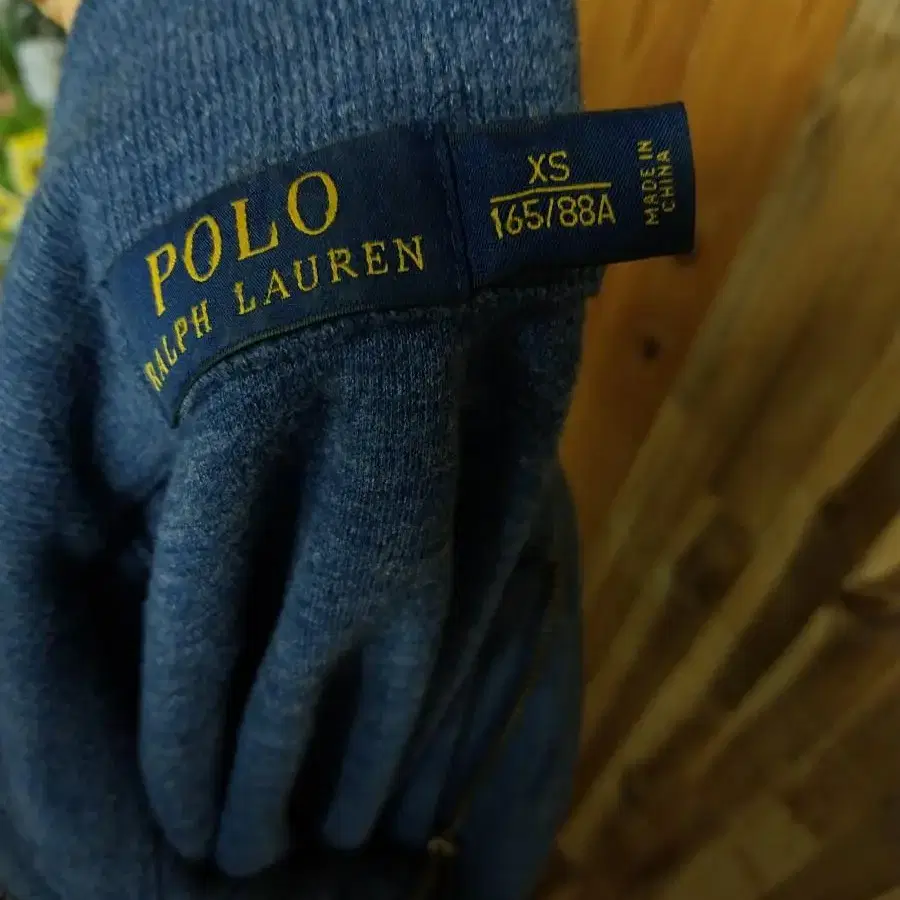 POLO
RALPH LAUREN
XS
165/88A
MADE IN
CHINA